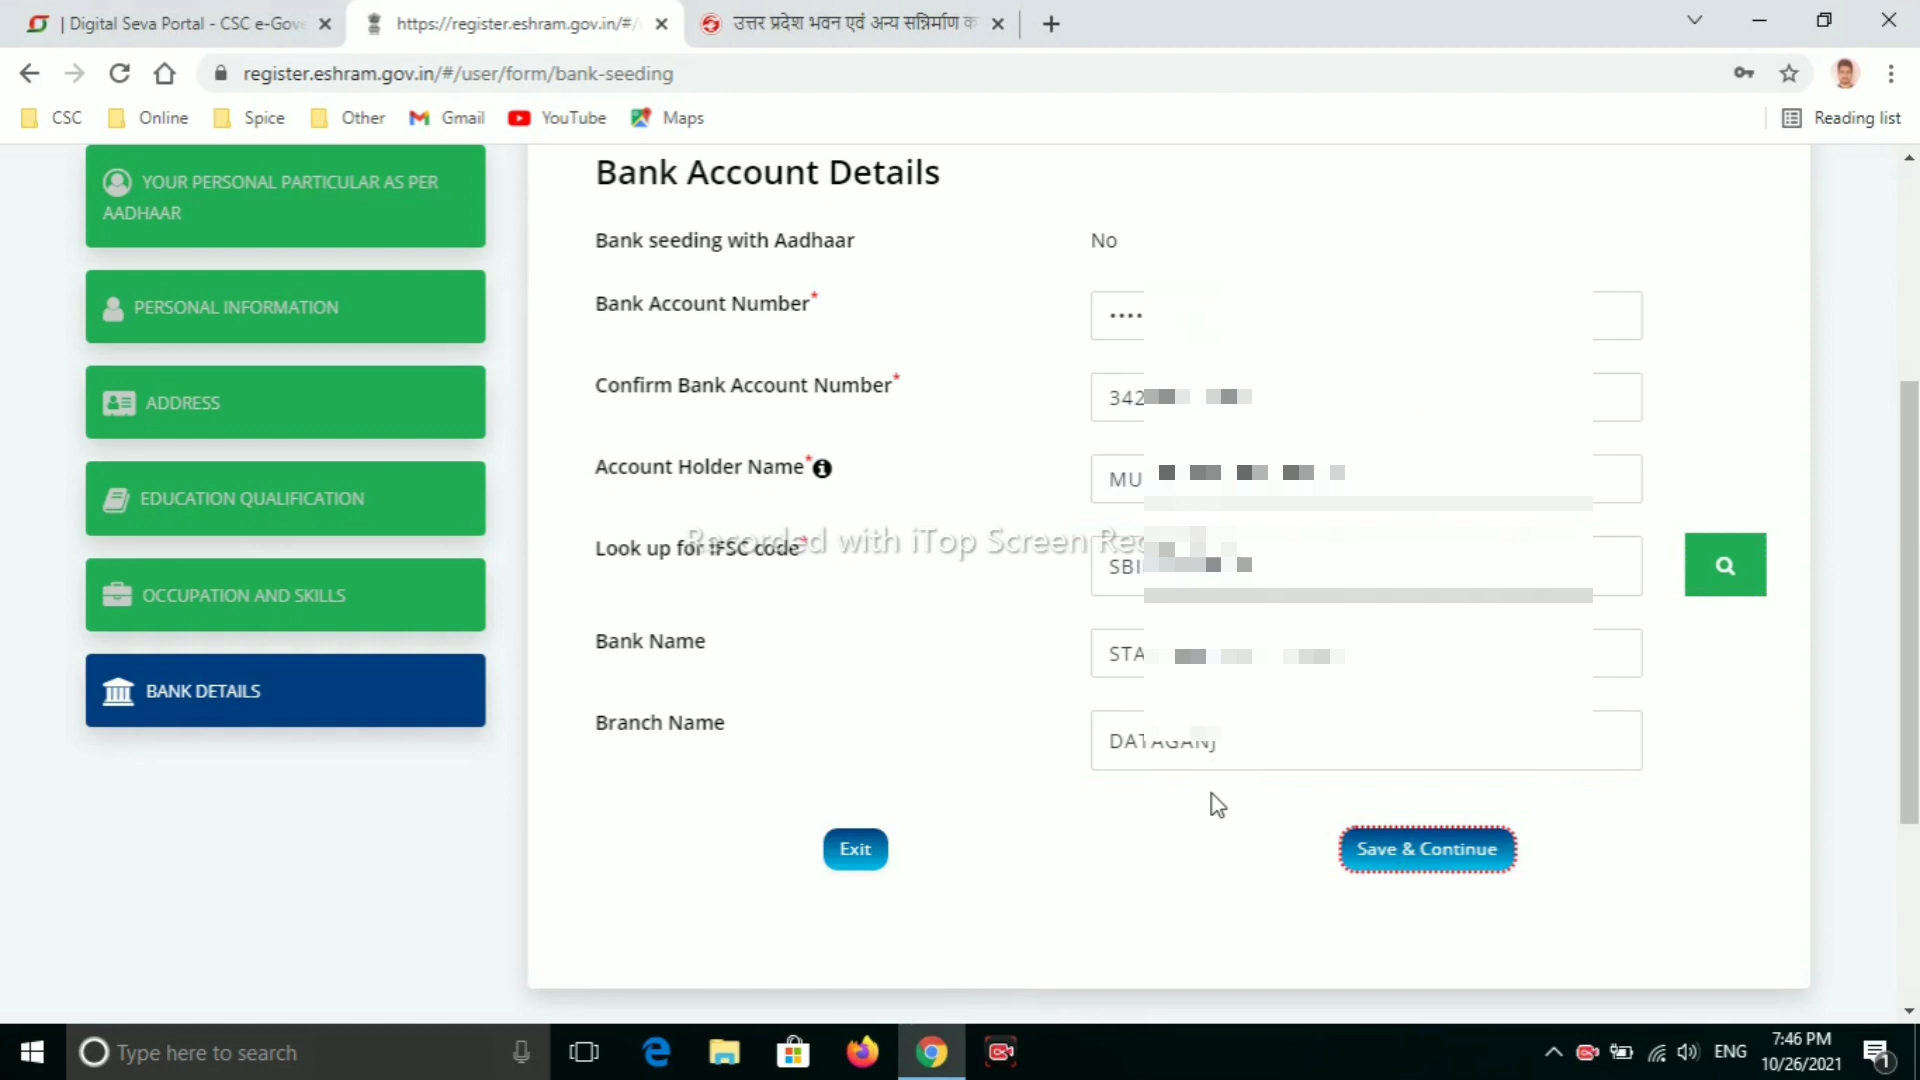 | Digital Seva Portal - CSC e-Gove
https://register.eshram.gov.in/#/
उत्तर प्रदेश भवन एवं अन्य सन्निर्माण क
register.eshram.gov.in/#/user/form/bank-seeding
CSC
Online
Spice
Other
Gmail
YouTube
Maps
Reading list
YOUR PERSONAL PARTICULAR AS PER
AADHAAR
PERSONAL INFORMATION
ADDRESS
EDUCATION QUALIFICATION
OCCUPATION AND SKILLS
BANK DETAILS
Bank Account Details
Bank seeding with Aadhaar
No
Bank Account Number*
••••
Confirm Bank Account Number*
342
Account Holder Name*
MU
Recorded with iTop Screen Rec
Look up for IFSC code*
SBI
Bank Name
STA
Branch Name
DATAGANJ
Exit
Save & Continue
Type here to search
ENG
7:46 PM
10/26/2021
1